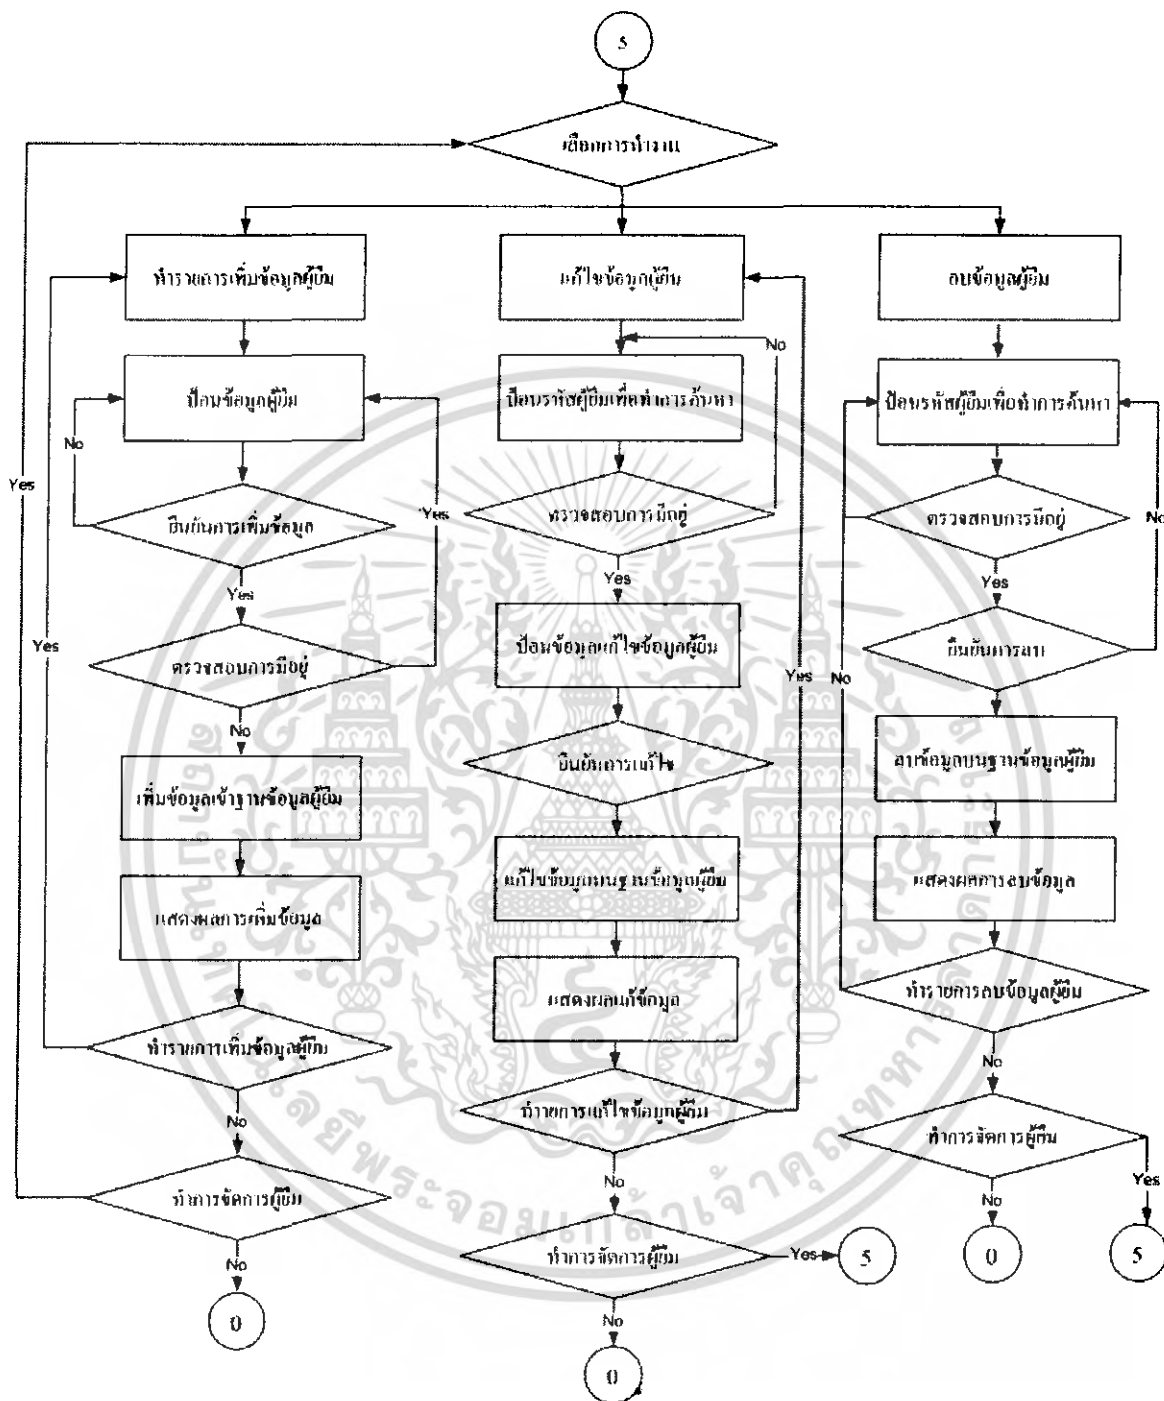 5
เลือกการทำงาน
ทำรายการเพิ่มข้อมูลผู้ยืม
ป้อนข้อมูลผู้ยืม
No
Yes
ยืนยันการเพิ่มข้อมูล
Yes
Yes
ตรวจสอบการมีอยู่
Yes
No
เพิ่มข้อมูลเข้าฐานข้อมูลผู้ยืม
แสดงผลการเพิ่มข้อมูล
ทำรายการเพิ่มข้อมูลผู้ยืม
No
ทำการจัดการผู้ยืม
No
0
แก้ไขข้อมูลผู้ยืม
No
ป้อนรหัสผู้ยืมเพื่อทำการค้นหา
ตรวจสอบการมีอยู่
Yes
ป้อนข้อมูลแก้ไขข้อมูลผู้ยืม
Yes
ยืนยันการแก้ไข
แก้ไขข้อมูลบนฐานข้อมูลผู้ยืม
แสดงผลแก้ข้อมูล
ทำรายการแก้ไขข้อมูลผู้ยืม
No
ทำการจัดการผู้ยืม
Yes
5
No
0
ลบข้อมูลผู้ยืม
ป้อนรหัสผู้ยืมเพื่อทำการค้นหา
ตรวจสอบการมีอยู่
No
Yes
ยืนยันการลบ
No
ลบข้อมูลบนฐานข้อมูลผู้ยืม
แสดงผลการลบข้อมูล
ทำรายการลบข้อมูลผู้ยืม
No
ทำการจัดการผู้ยืม
Yes
No
0
5